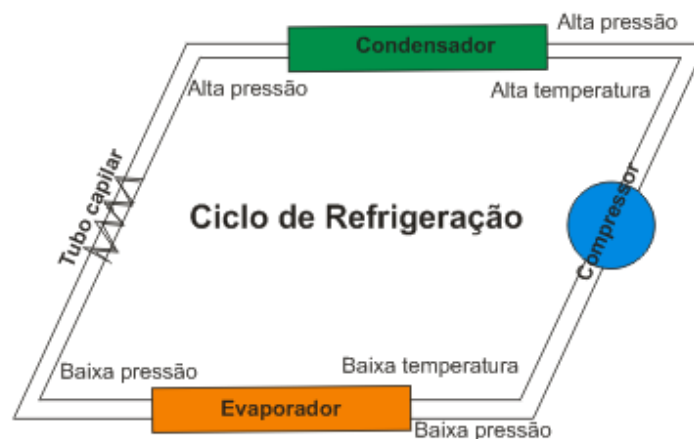 Alta pressão
Condensador
Alta pressão
Alta temperatura
Tubo capilar
Ciclo de Refrigeração
Compressor
Baixa pressão
Baixa temperatura
Evaporador
Baixa pressão